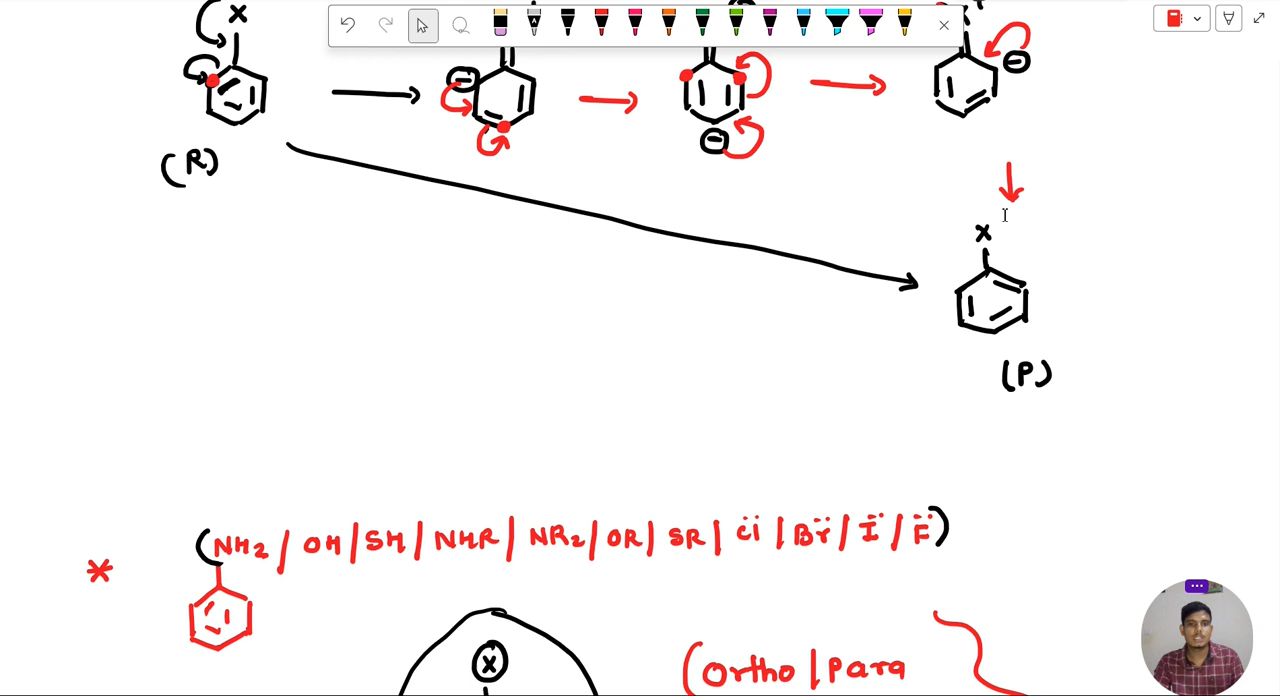 X
(R)
X
(P)
(NH2 / OH / SH / NHR / NR2 / OR / SR / Cl / Br / I / F)
*
X
(Ortho / Para